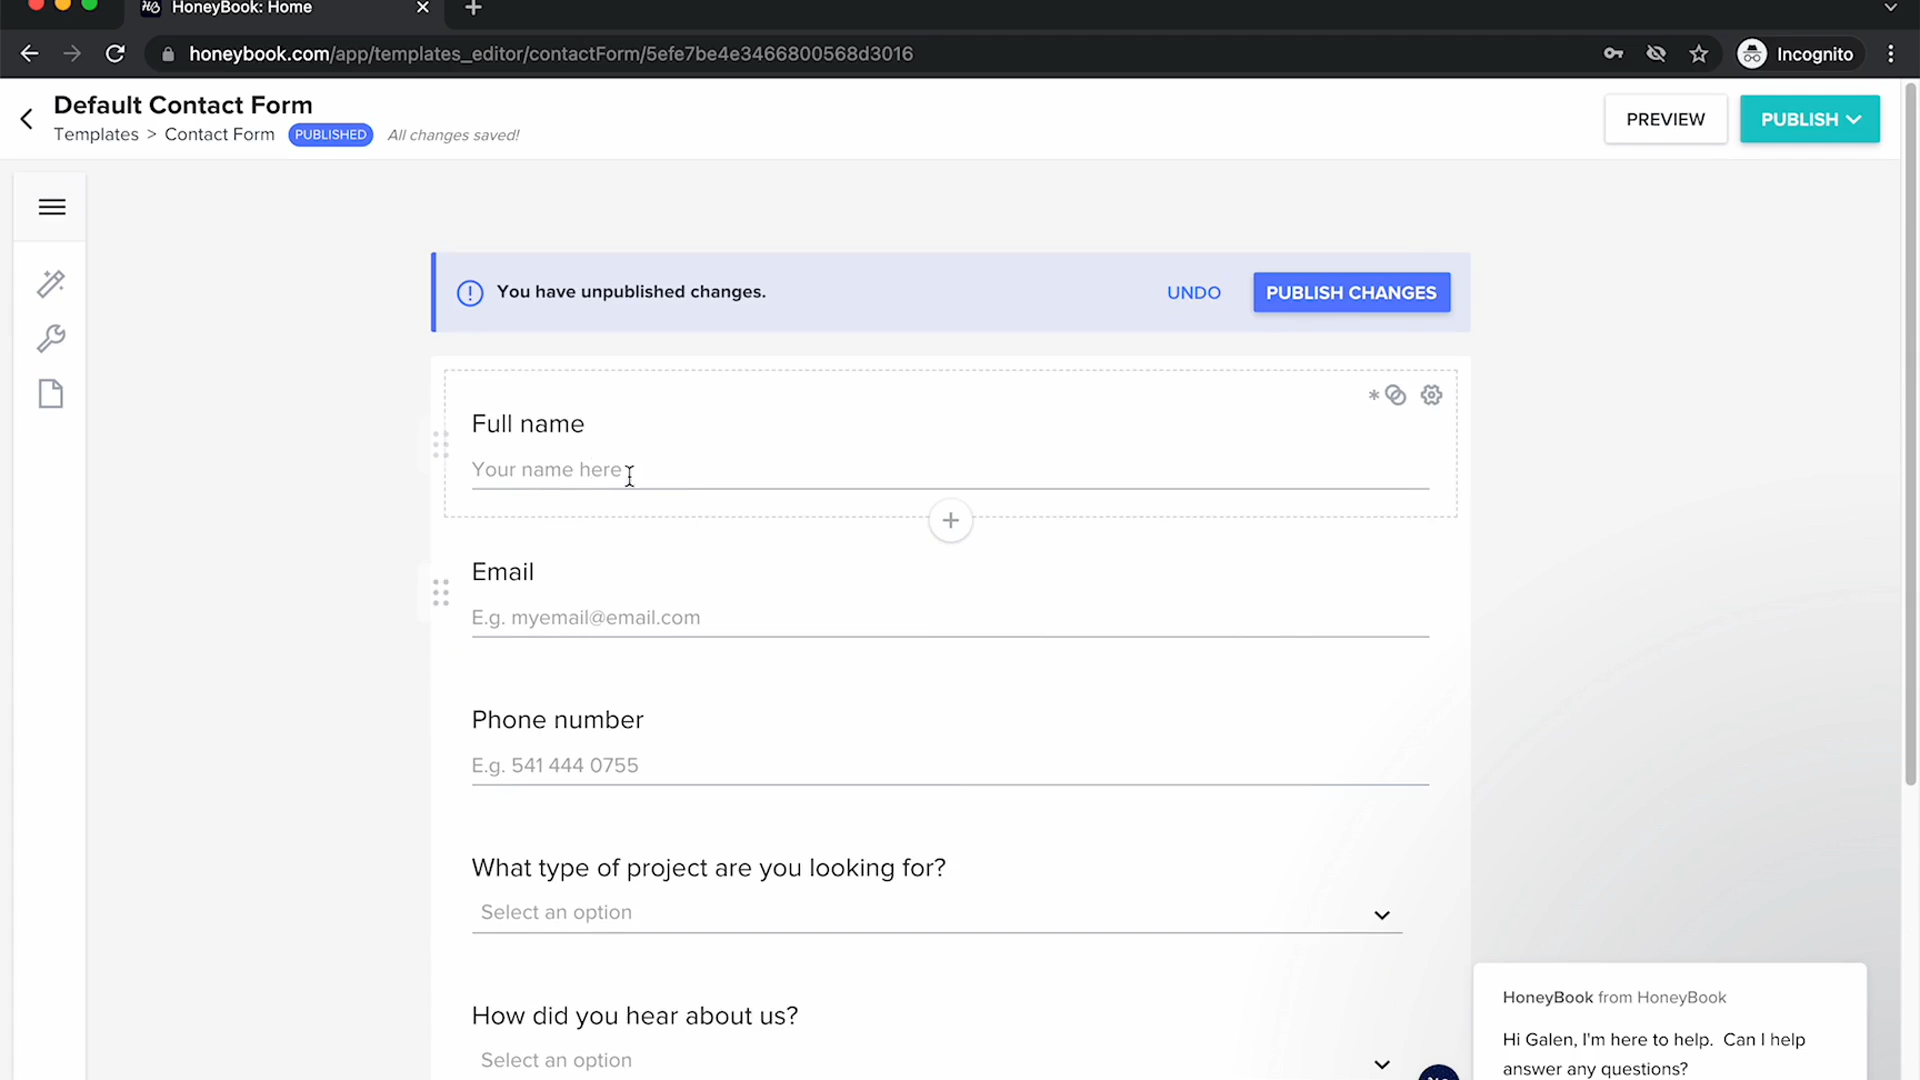 HoneyBook: Home
honeybook.com/app/templates_editor/contactForm/5efe7be4e3466800568d3016
Incognito
Default Contact Form
Templates > Contact Form PUBLISHED All changes saved!
PREVIEW
PUBLISH
You have unpublished changes.
UNDO
PUBLISH CHANGES
*
Full name
Your name here
Email
E.g. myemail@email.com
Phone number
E.g. 541 444 0755
What type of project are you looking for?
Select an option
How did you hear about us?
Select an option
HoneyBook from HoneyBook
Hi Galen, I'm here to help. Can I help
answer any questions?